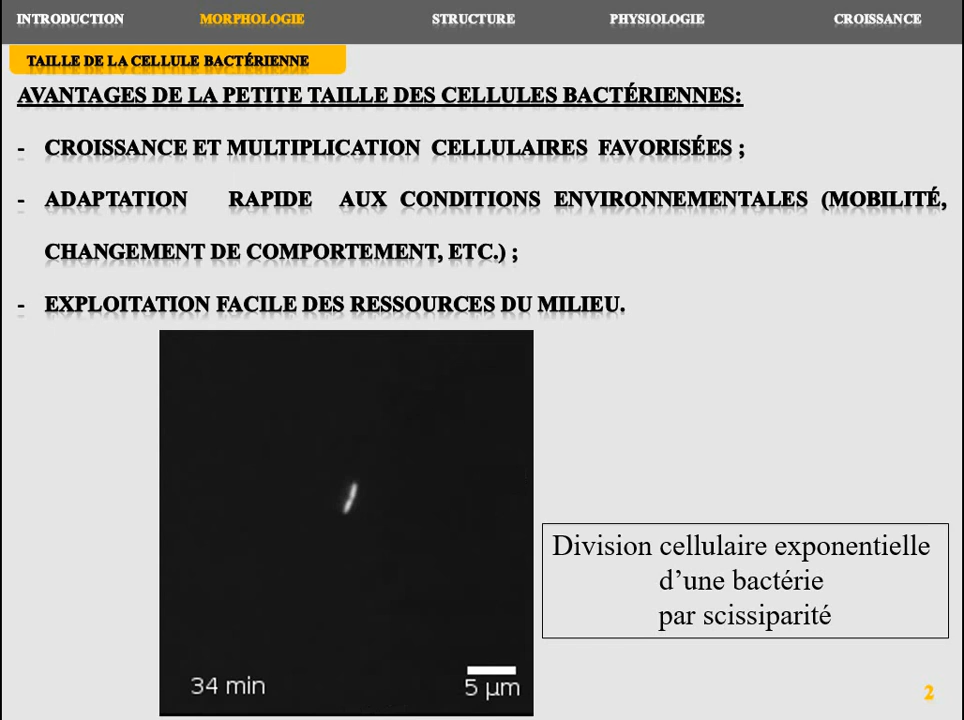 INTRODUCTION MORPHOLOGIE STRUCTURE PHYSIOLOGIE CROISSANCE
TAILLE DE LA CELLULE BACTÉRIENNE
AVANTAGES DE LA PETITE TAILLE DES CELLULES BACTÉRIENNES:
- CROISSANCE ET MULTIPLICATION CELLULAIRES FAVORISÉES ;
- ADAPTATION RAPIDE AUX CONDITIONS ENVIRONNEMENTALES (MOBILITÉ,
CHANGEMENT DE COMPORTEMENT, ETC.) ;
- EXPLOITATION FACILE DES RESSOURCES DU MILIEU.
Division cellulaire exponentielle
d’une bactérie
par scissiparité
34 min
5 µm
2